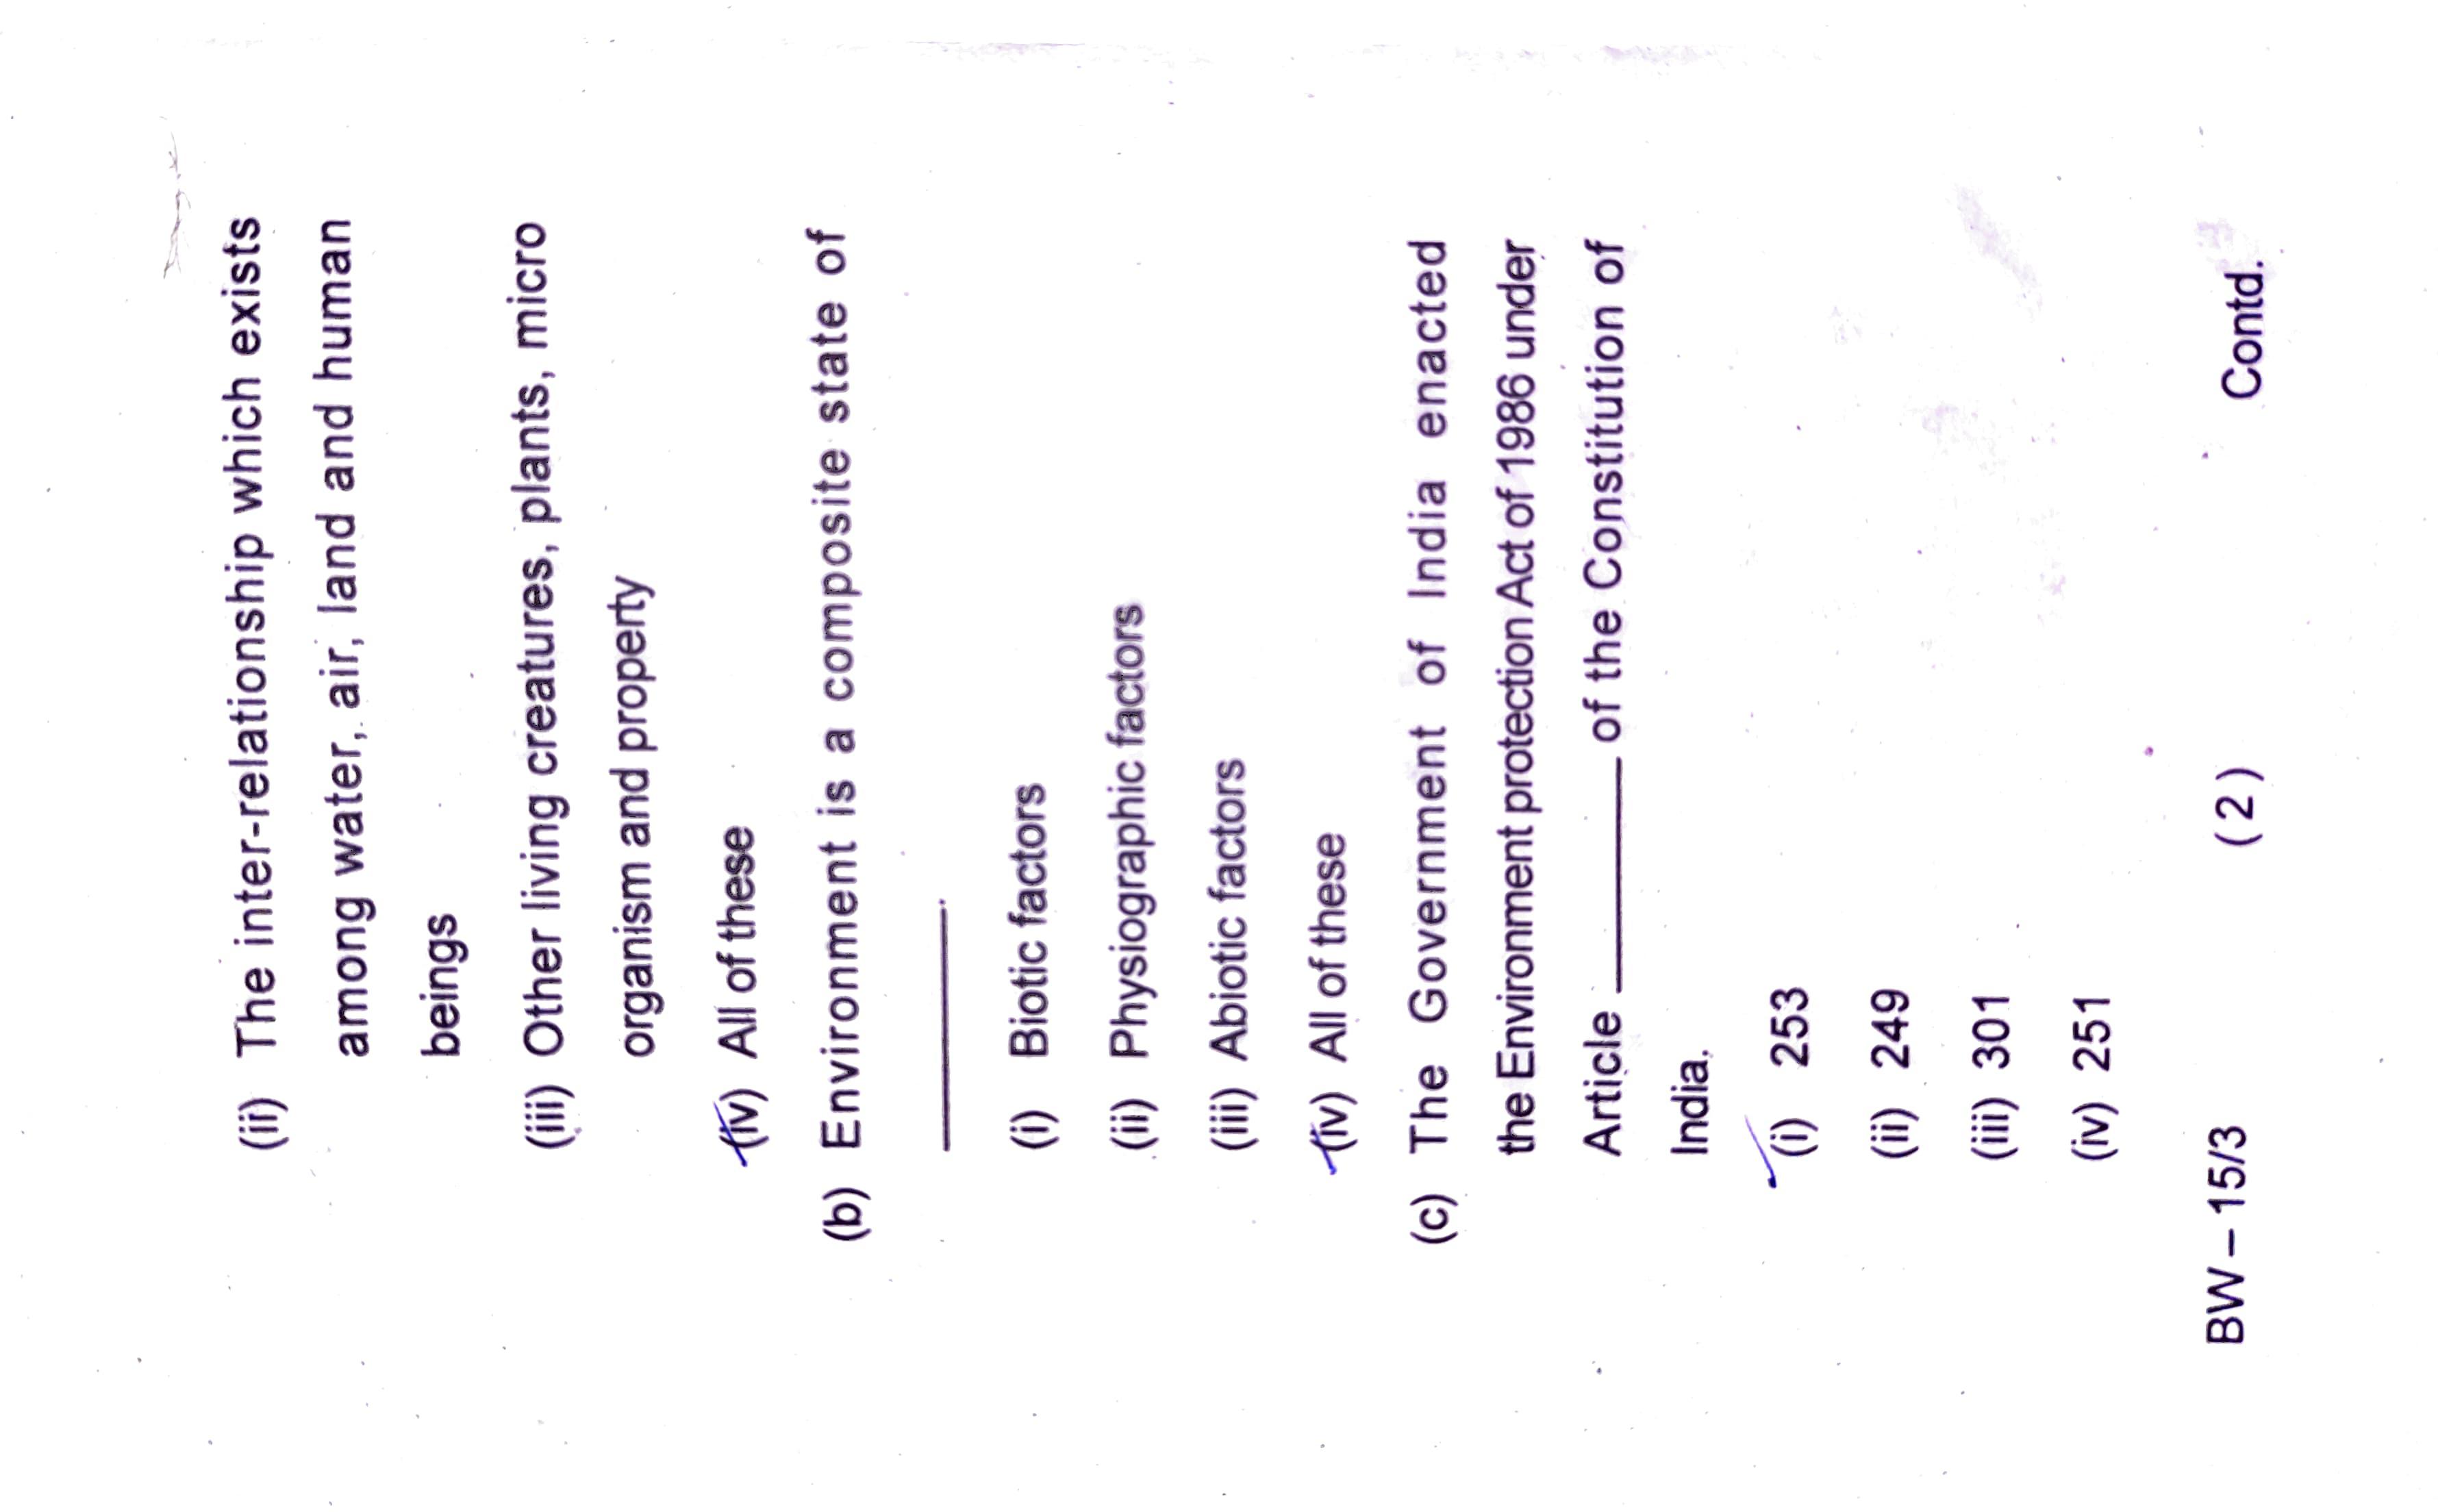 (ii) The inter-relationship which exists
among water, air, land and human
beings
(iii) Other living creatures, plants, micro
organism and property
(iv) All of these
(b) Environment is a composite state of
__________.
(i) Biotic factors
(ii) Physiographic factors
(iii) Abiotic factors
(iv) All of these
(c) The Government of India enacted
the Environment protection Act of 1986 under
Article __________ of the Constitution of
India.
(i) 253
(ii) 249
(iii) 301
(iv) 251
BW – 15/3 (2) Contd.